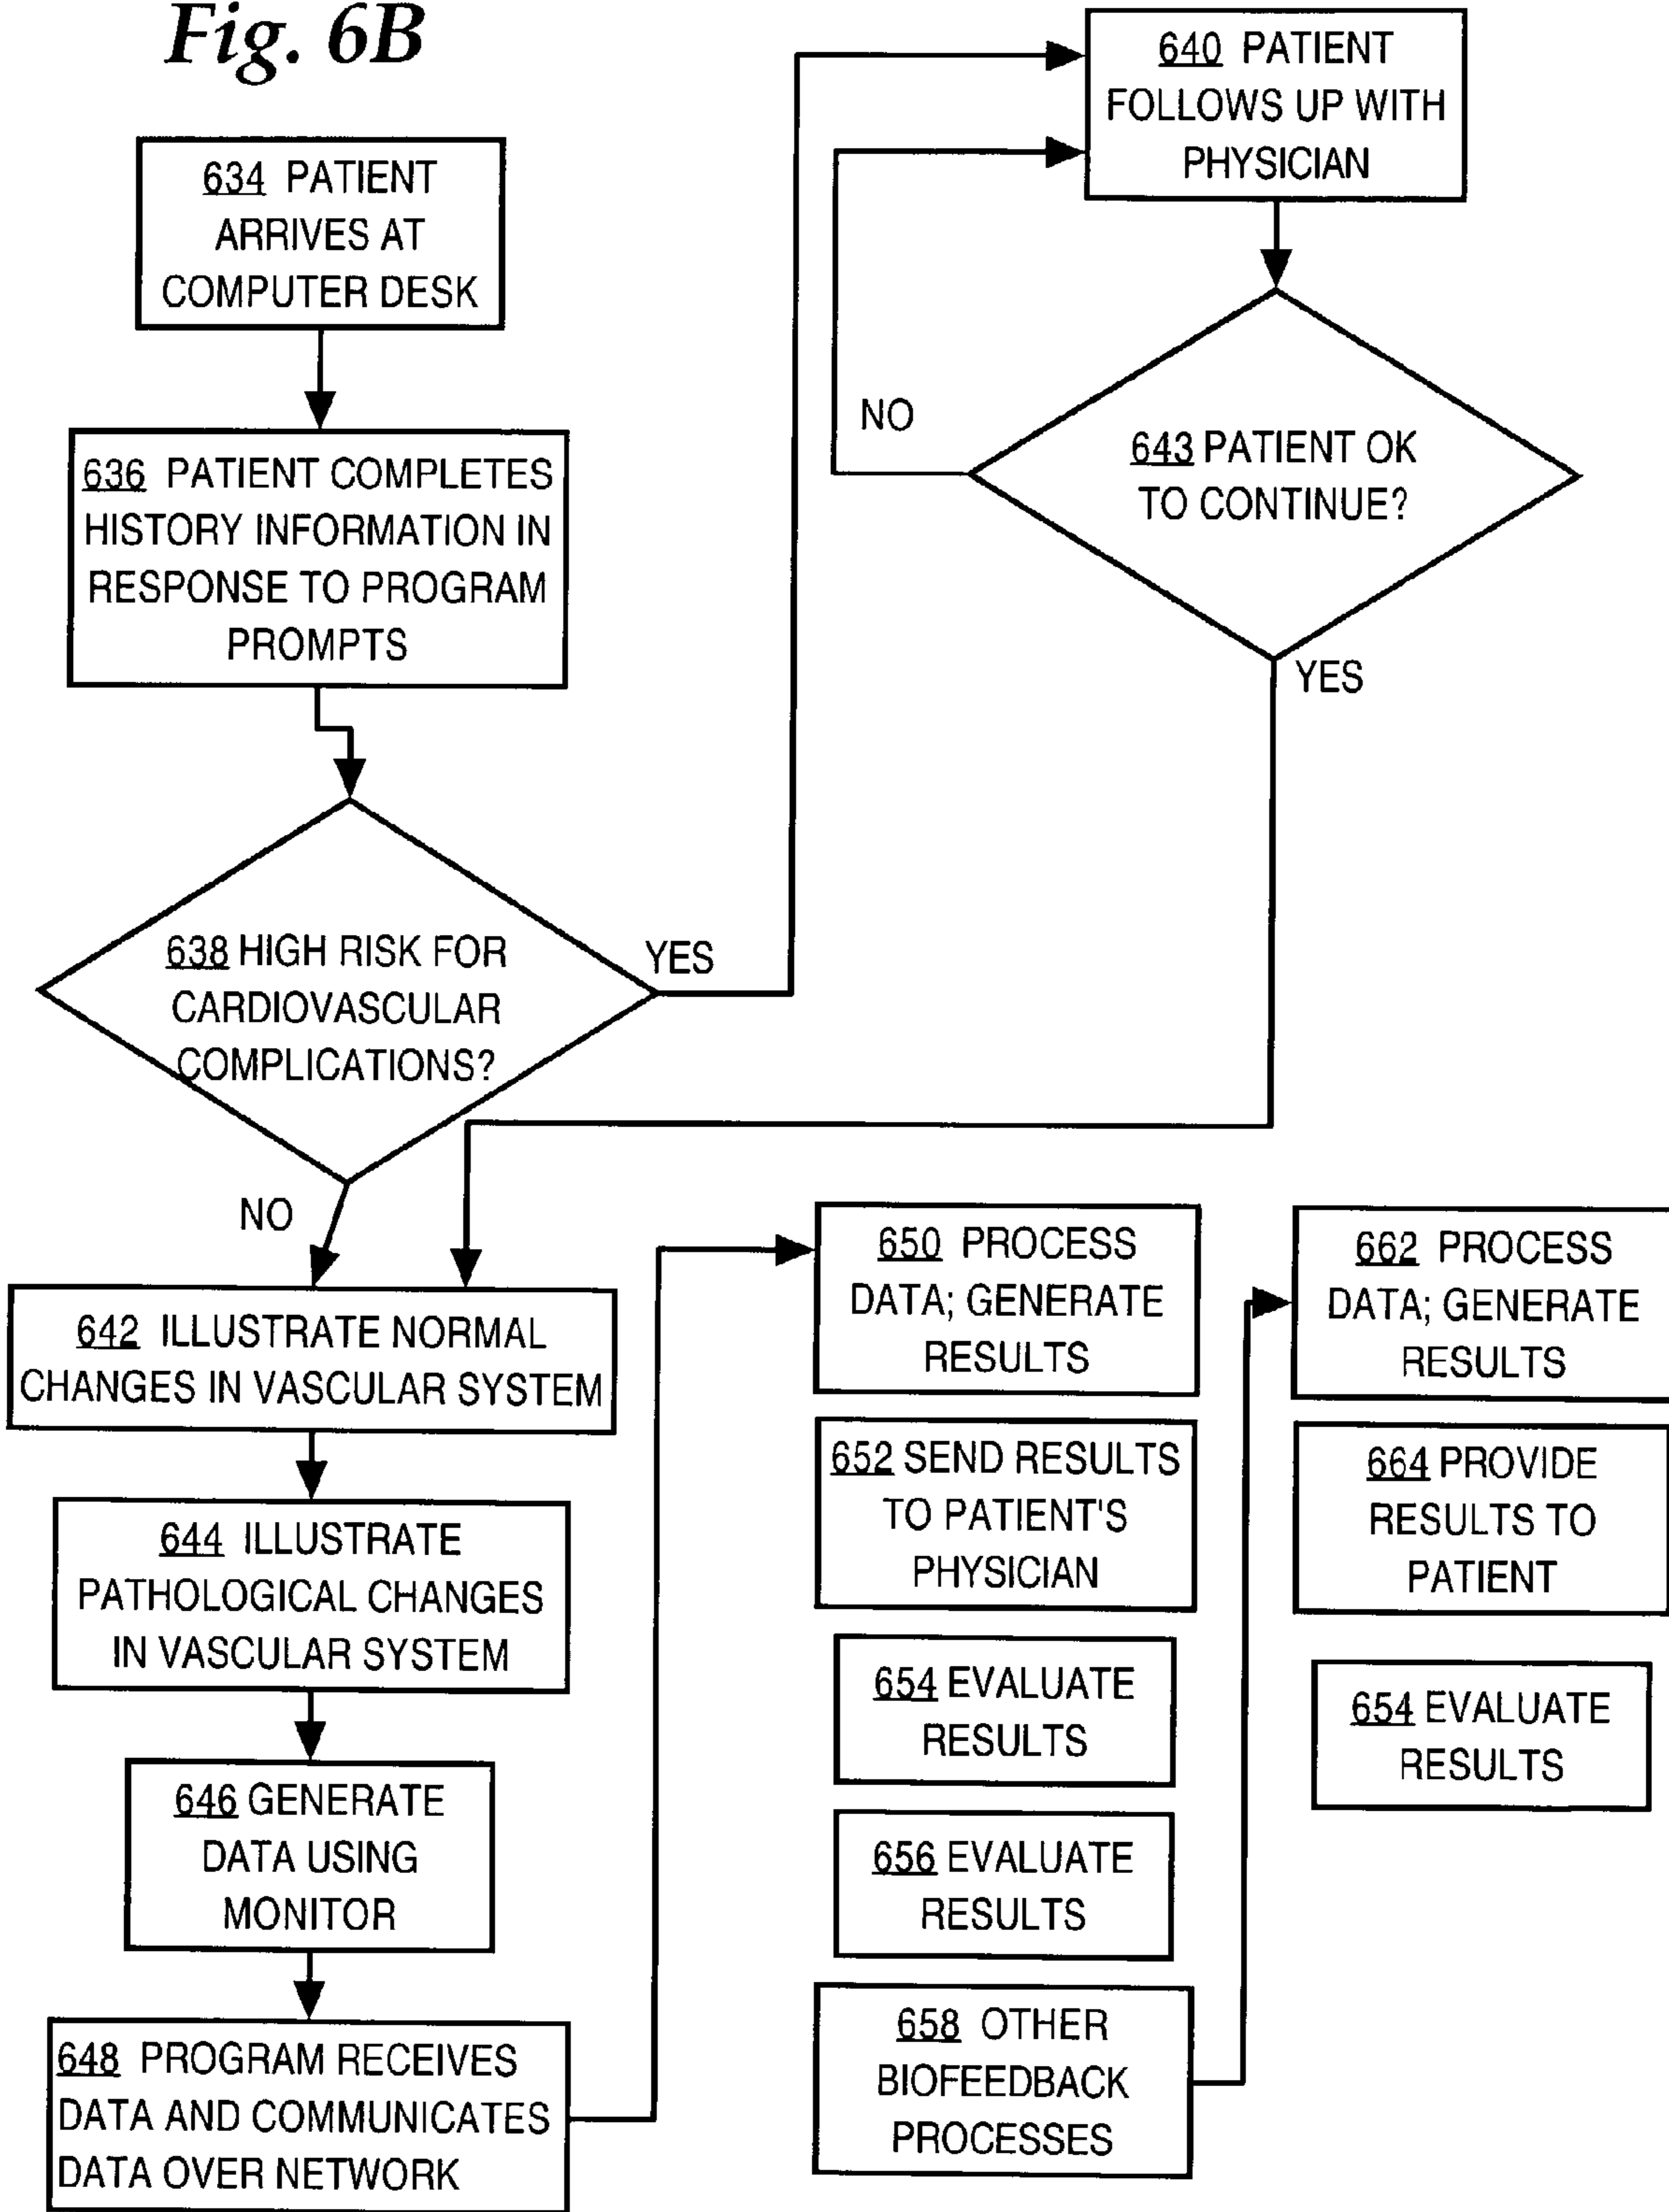 Fig. 6B
634 PATIENT
ARRIVES AT
COMPUTER DESK
636 PATIENT COMPLETES
HISTORY INFORMATION IN
RESPONSE TO PROGRAM
PROMPTS
638 HIGH RISK FOR
CARDIOVASCULAR
COMPLICATIONS?
YES
NO
640 PATIENT
FOLLOWS UP WITH
PHYSICIAN
643 PATIENT OK
TO CONTINUE?
NO
YES
642 ILLUSTRATE NORMAL
CHANGES IN VASCULAR SYSTEM
644 ILLUSTRATE
PATHOLOGICAL CHANGES
IN VASCULAR SYSTEM
646 GENERATE
DATA USING
MONITOR
648 PROGRAM RECEIVES
DATA AND COMMUNICATES
DATA OVER NETWORK
650 PROCESS
DATA; GENERATE
RESULTS
652 SEND RESULTS
TO PATIENT'S
PHYSICIAN
654 EVALUATE
RESULTS
656 EVALUATE
RESULTS
658 OTHER
BIOFEEDBACK
PROCESSES
662 PROCESS
DATA; GENERATE
RESULTS
664 PROVIDE
RESULTS TO
PATIENT
654 EVALUATE
RESULTS